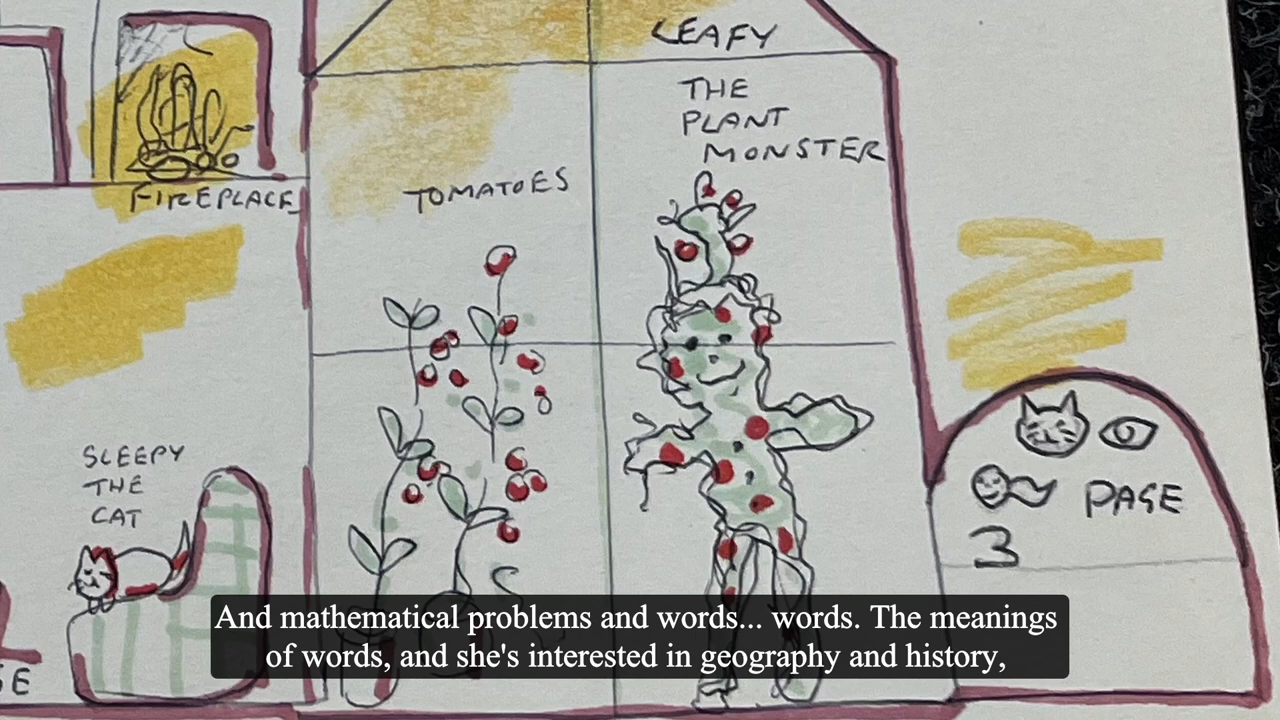 LEAFY
THE
PLANT
MONSTER
FIREPLACE
TOMATOES
SLEEPY
THE
CAT
PAGE
3
SE
And mathematical problems and words... words. The meanings
of words, and she's interested in geography and history,